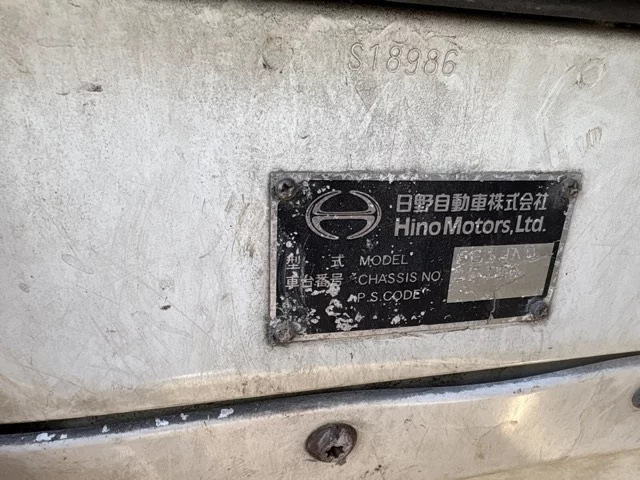 S18986
日野自動車株式会社
Hino Motors, Ltd.
型 式 MODEL
車台番号 CHASSIS NO.
P.S.CODE